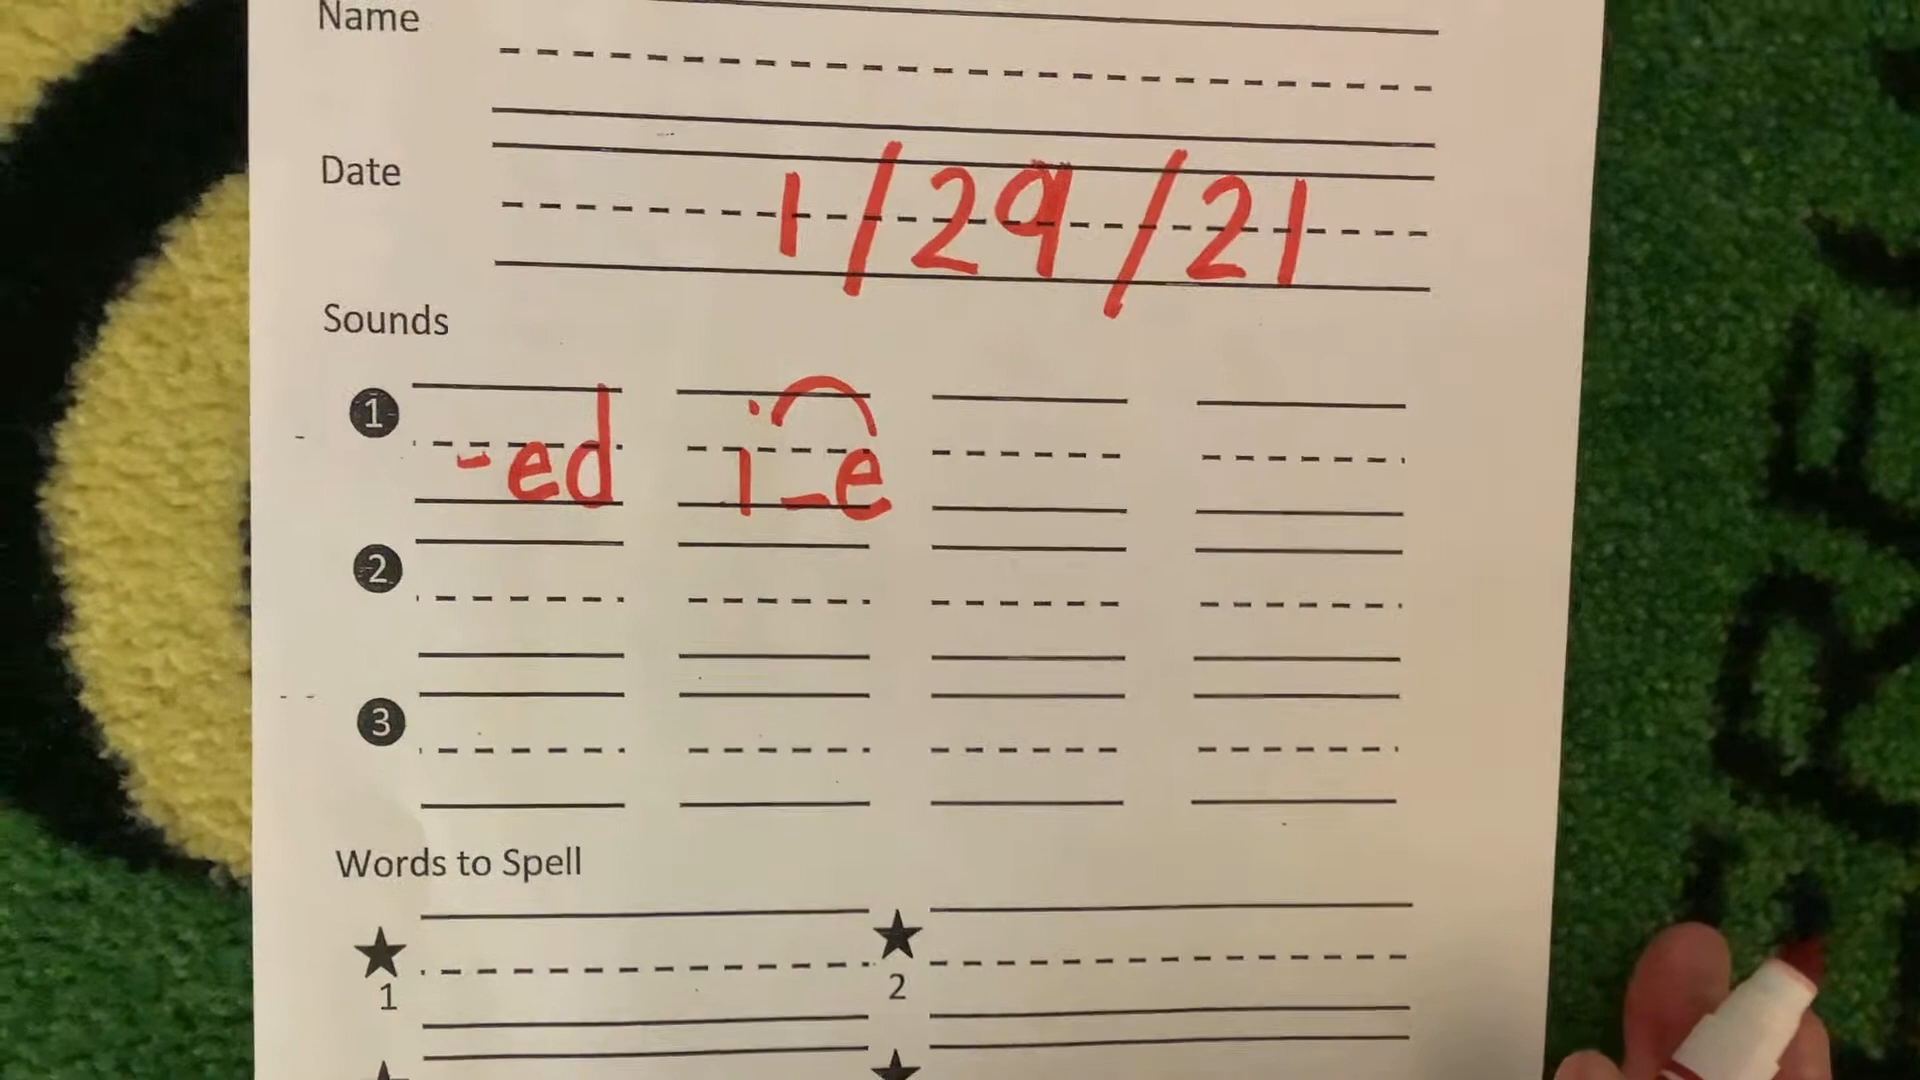 Name
Date 1/29/21
Sounds
1 -ed i_e
2
3
Words to Spell
1 2